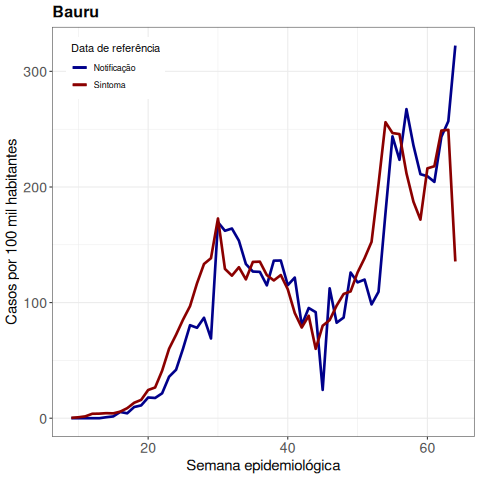 Bauru
Data de referência
Notificação
Sintoma
Casos por 100 mil habitantes
300
200
100
0
20
40
60
Semana epidemiológica